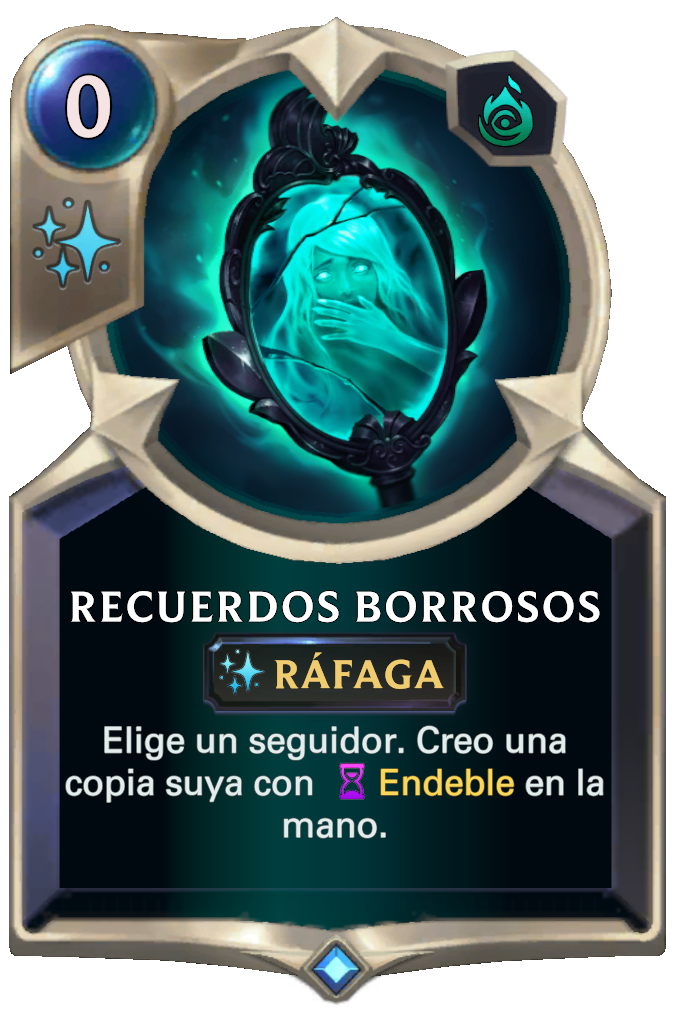 0
RECUERDOS BORROSOS
RÁFAGA
Elige un seguidor. Creo una
copia suya con Endeble en la
mano.